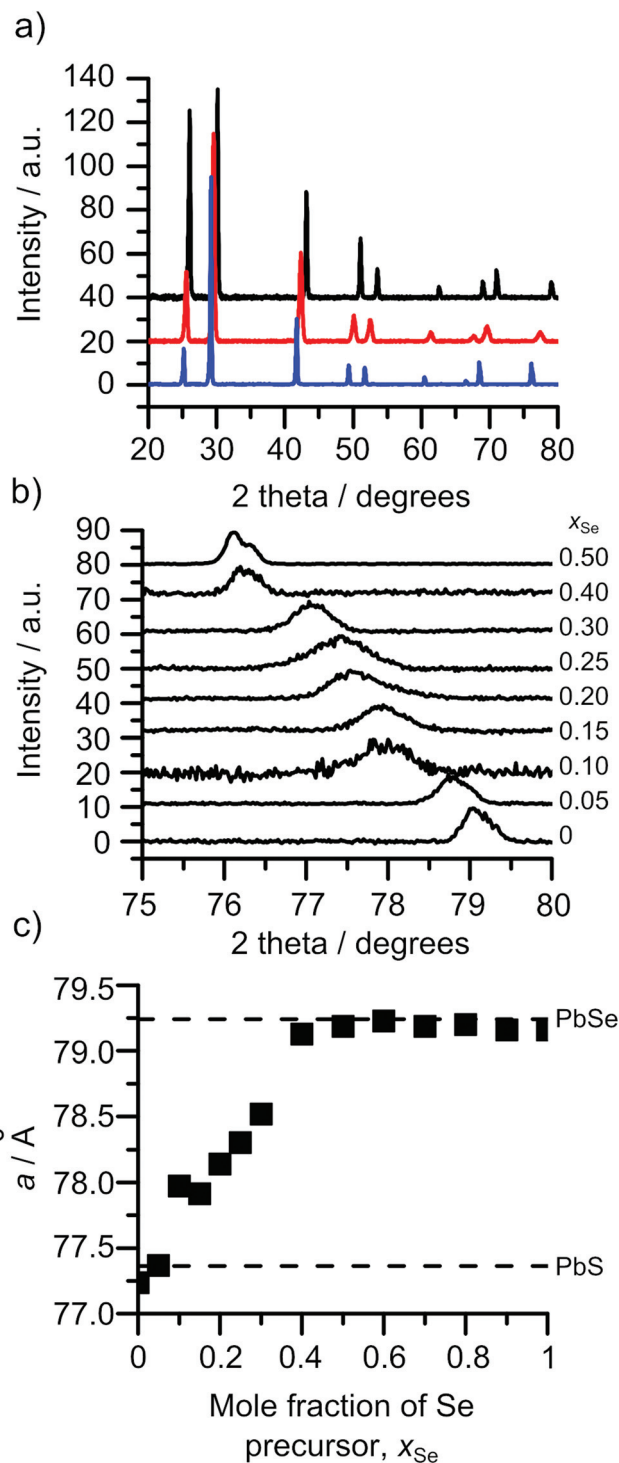 a)
140
120
100
80
60
40
20
0
Intensity / a.u.
20 30 40 50 60 70 80
2 theta / degrees
b)
90
80
70
60
50
40
30
20
10
0
Intensity / a.u.
xSe
0.50
0.40
0.30
0.25
0.20
0.15
0.10
0.05
0
75 76 77 78 79 80
2 theta / degrees
c)
79.5
79.0
78.5
78.0
77.5
77.0
a / Å
PbSe
PbS
0 0.2 0.4 0.6 0.8 1
Mole fraction of Se
precursor, xSe